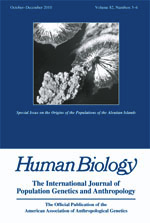 October–December 2010
Volume 82, Numbers 5–6
Special Issue on the Origins of the Populations of the Aleutian Islands
Human Biology
The International Journal of
Population Genetics and Anthropology
The Official Publication of the
American Association of Anthropological Genetics